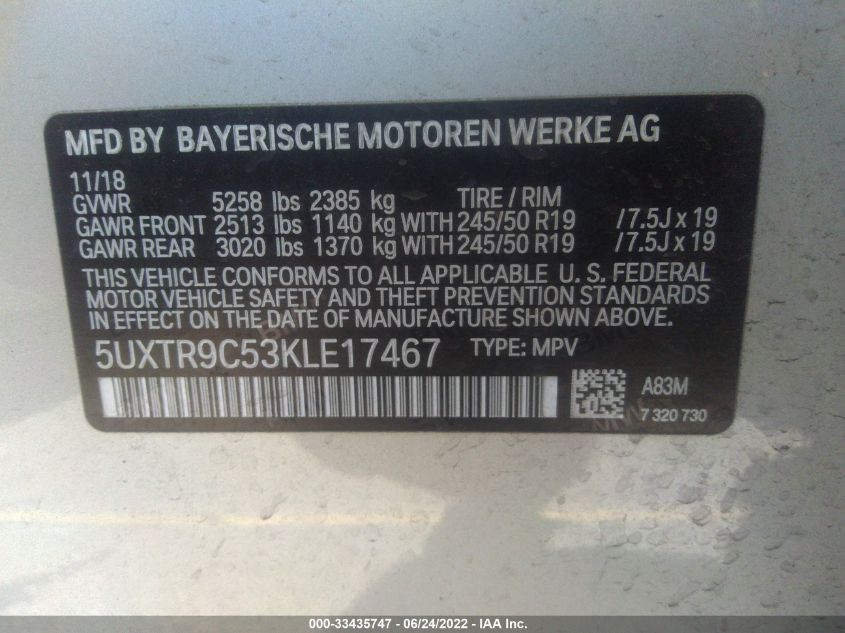 MFD BY BAYERISCHE MOTOREN WERKE AG
11/18
GVWR 5258 lbs 2385 kg TIRE / RIM
GAWR FRONT 2513 lbs 1140 kg WITH 245/50 R19 / 7.5J x 19
GAWR REAR 3020 lbs 1370 kg WITH 245/50 R19 / 7.5J x 19
THIS VEHICLE CONFORMS TO ALL APPLICABLE U. S. FEDERAL
MOTOR VEHICLE SAFETY AND THEFT PREVENTION STANDARDS
IN EFFECT ON THE DATE OF MANUFACTURE SHOWN ABOVE.
5UXTR9C53KLE17467 TYPE: MPV
A83M
7 320 730
000-33435747 - 06/24/2022 - IAA Inc.